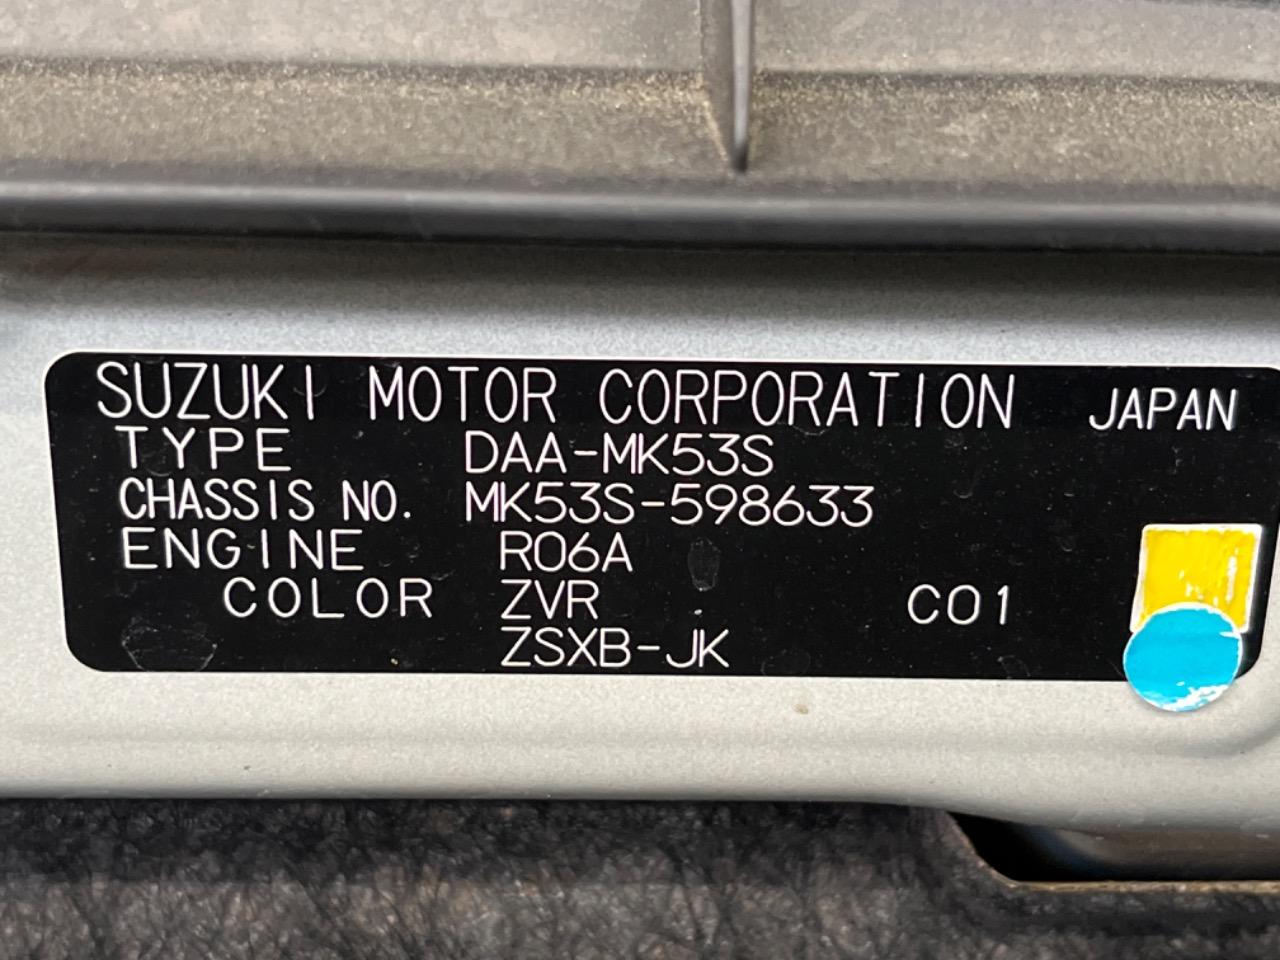 SUZUKI MOTOR CORPORATION JAPAN
TYPE DAA-MK53S
CHASSIS NO. MK53S-598633
ENGINE R06A
COLOR ZVR C01
ZSXB-JK